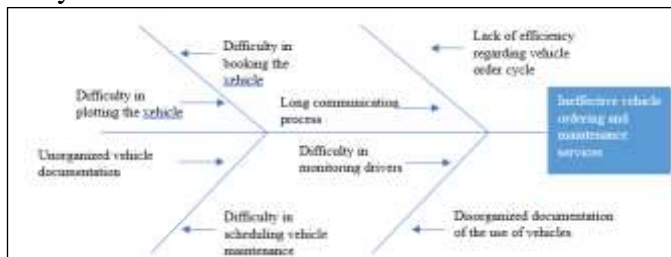 Difficulty in
booking the
vehicle
Lack of efficiency
regarding vehicle
order cycle
Difficulty in
plotting the vehicle
Long communication
process
Ineffective vehicle
ordering and
maintenance
services
Unorganized vehicle
documentation
Difficulty in
monitoring drivers
Difficulty in
scheduling vehicle
maintenance
Disorganized documentation
of the use of vehicles